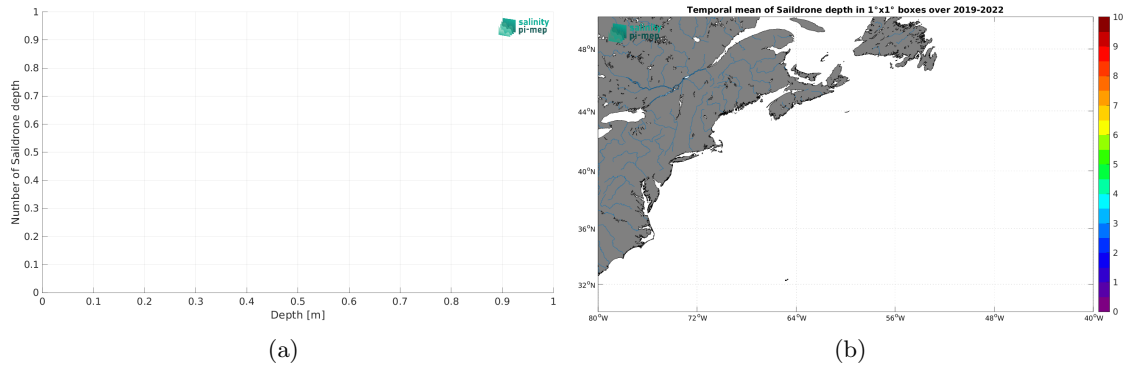 1
0.9
0.8
0.7
0.6
0.5
0.4
0.3
0.2
0.1
0
Number of Saildrone depth
0 0.1 0.2 0.3 0.4 0.5 0.6 0.7 0.8 0.9 1
Depth [m]
salinity
pi-mep
(a)
Temporal mean of Saildrone depth in 1°x1° boxes over 2019-2022
salinity
pi-mep
48°N
44°N
40°N
36°N
32°N
80°W 72°W 64°W 56°W 48°W 40°W
10
9
8
7
6
5
4
3
2
1
0
(b)